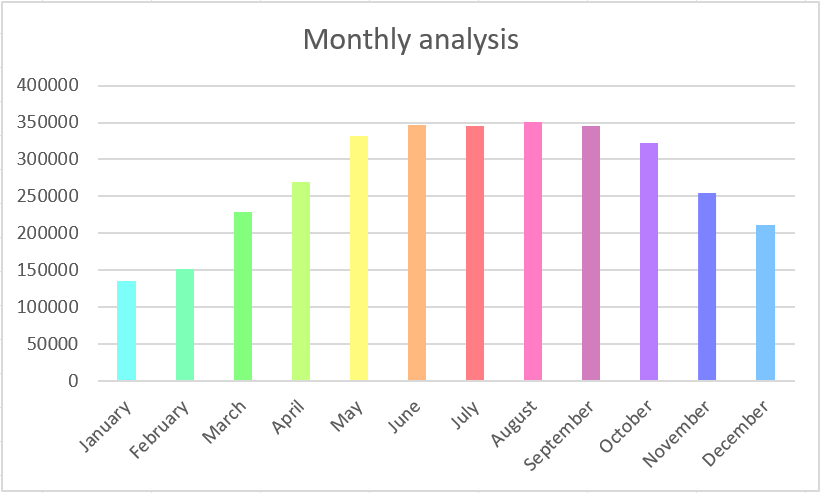 Monthly analysis
400000
350000
300000
250000
200000
150000
100000
50000
0
January
February
March
April
May
June
July
August
September
October
November
December